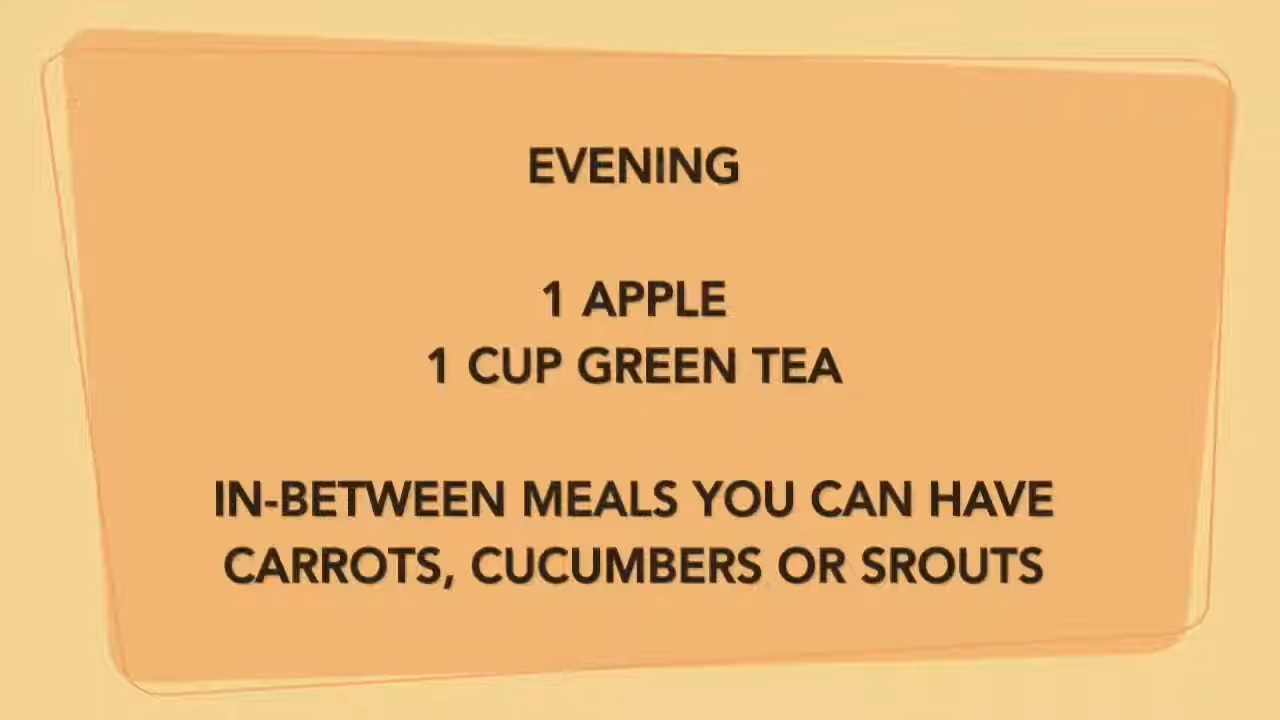 EVENING
1 APPLE
1 CUP GREEN TEA
IN-BETWEEN MEALS YOU CAN HAVE
CARROTS, CUCUMBERS OR SROUTS